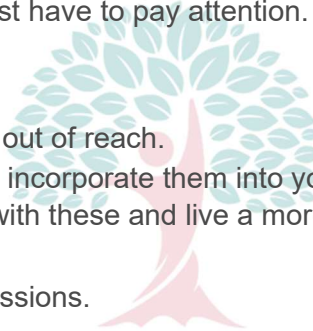 st have to pay attention.
out of reach.
incorporate them into yo
with these and live a mor
ssions.